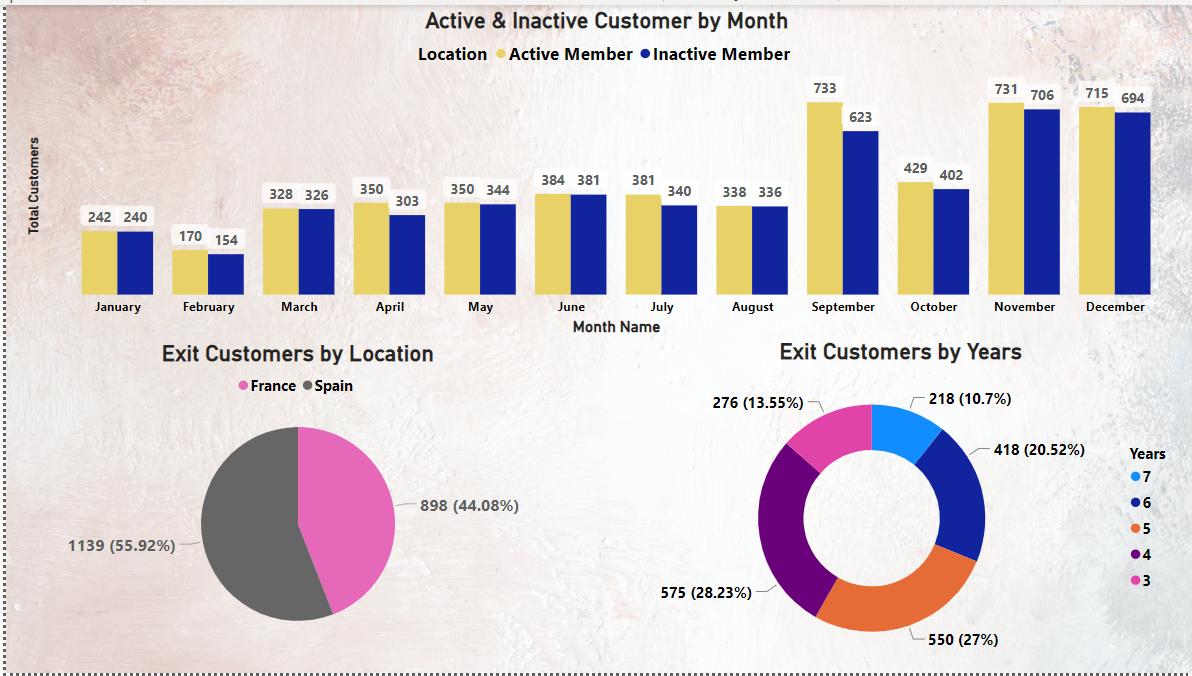 Active & Inactive Customer by Month
Location Active Member Inactive Member
Total Customers
242 240 170 154 328 326 350 303 350 344 384 381 381 340 338 336 733 623 429 402 731 706 715 694
January February March April May June July August September October November December
Month Name
Exit Customers by Location
France Spain
898 (44.08%)
1139 (55.92%)
Exit Customers by Years
276 (13.55%)
218 (10.7%)
418 (20.52%)
575 (28.23%)
550 (27%)
Years
7
6
5
4
3